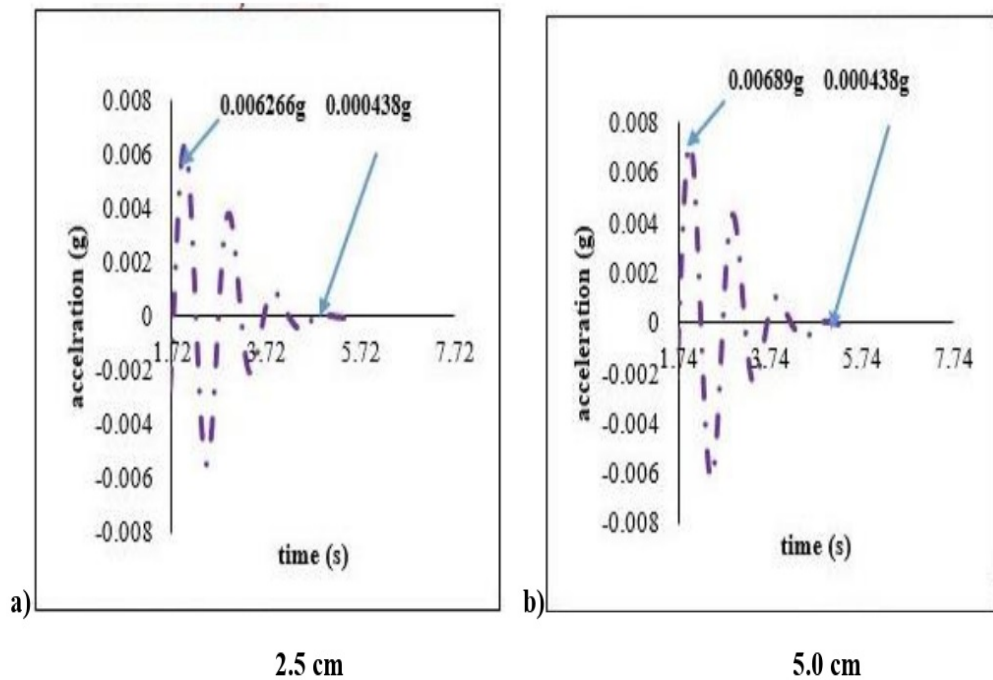 0.006266g 0.000438g
0.008
0.006
0.004
0.002
0
-0.002
-0.004
-0.006
-0.008
1.72 3.72 5.72 7.72
accelration (g)
time (s)
a)
2.5 cm
0.00689g 0.000438g
0.008
0.006
0.004
0.002
0
-0.002
-0.004
-0.006
-0.008
1.74 3.74 5.74 7.74
acceleration (g)
time (s)
b)
5.0 cm